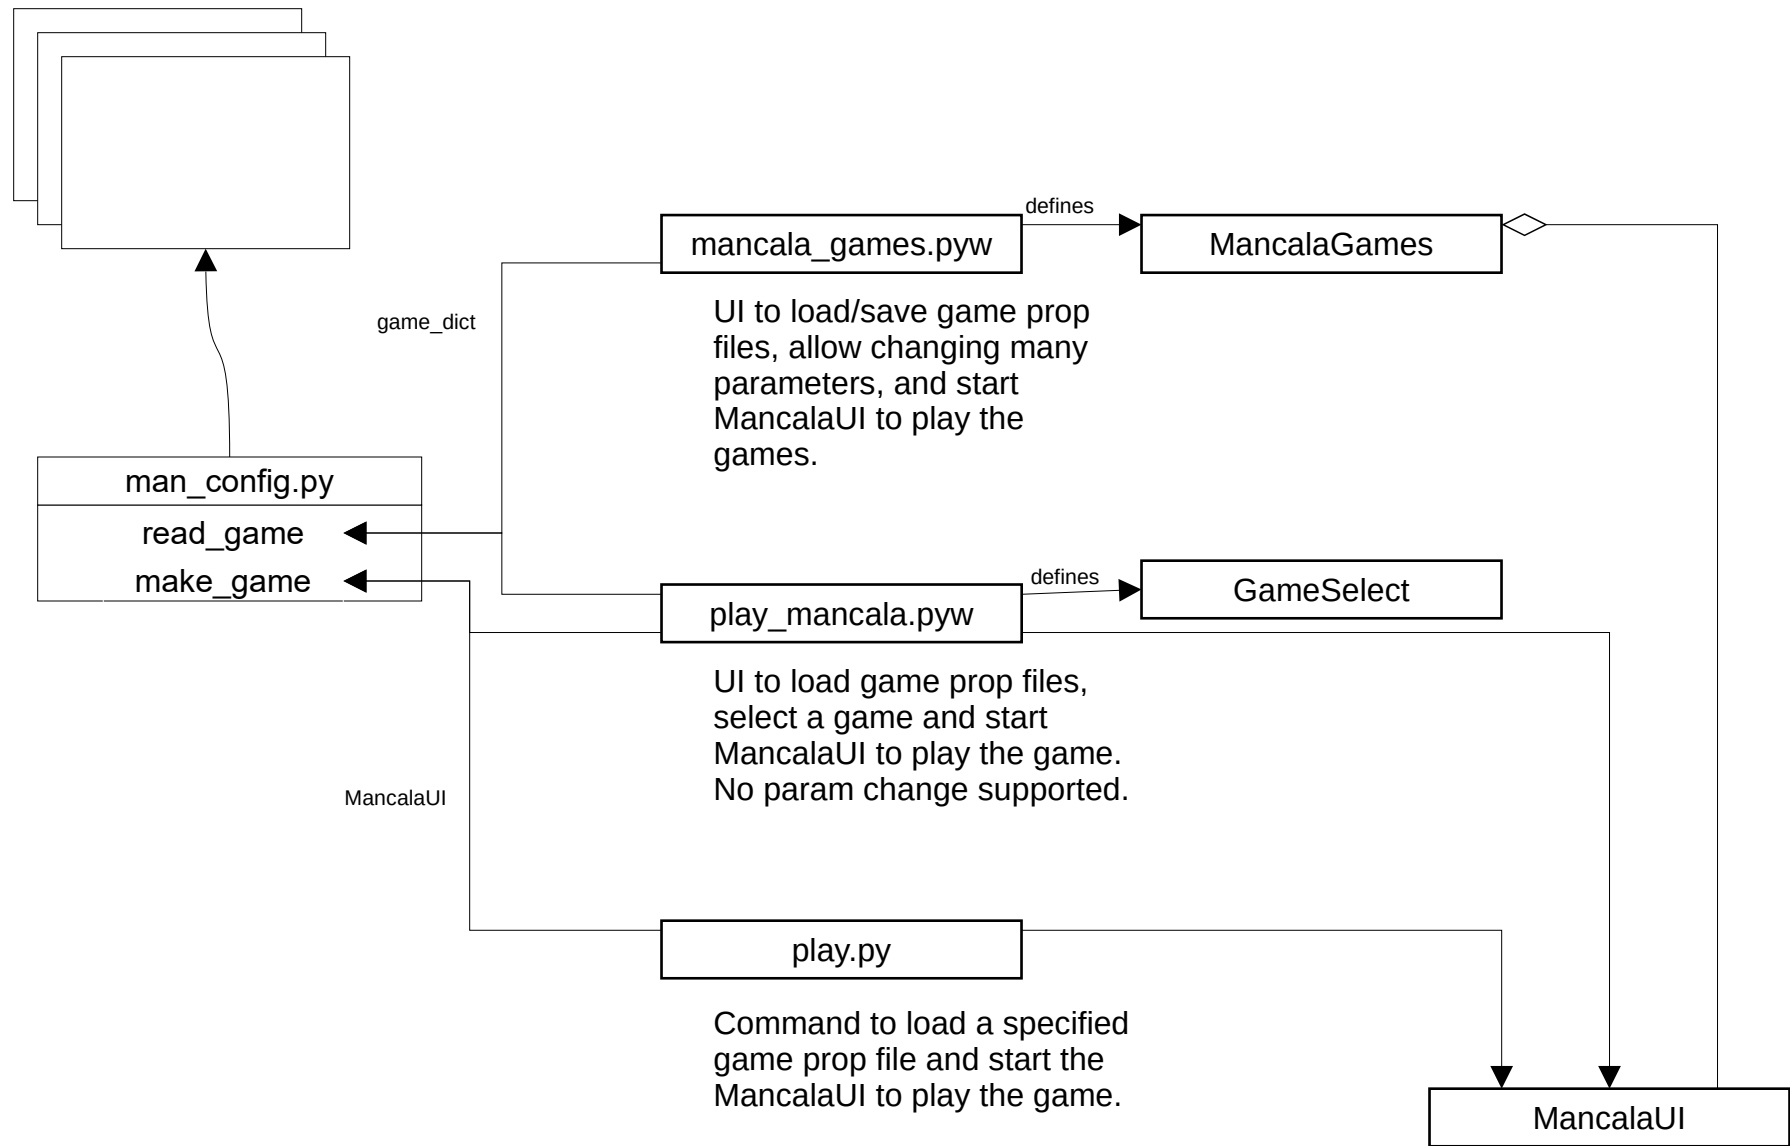 defines
mancala_games.pyw
MancalaGames
UI to load/save game prop
files, allow changing many
parameters, and start
MancalaUI to play the
games.
game_dict
man_config.py
read_game
make_game
defines
play_mancala.pyw
GameSelect
UI to load game prop files,
select a game and start
MancalaUI to play the game.
No param change supported.
MancalaUI
play.py
Command to load a specified
game prop file and start the
MancalaUI to play the game.
MancalaUI